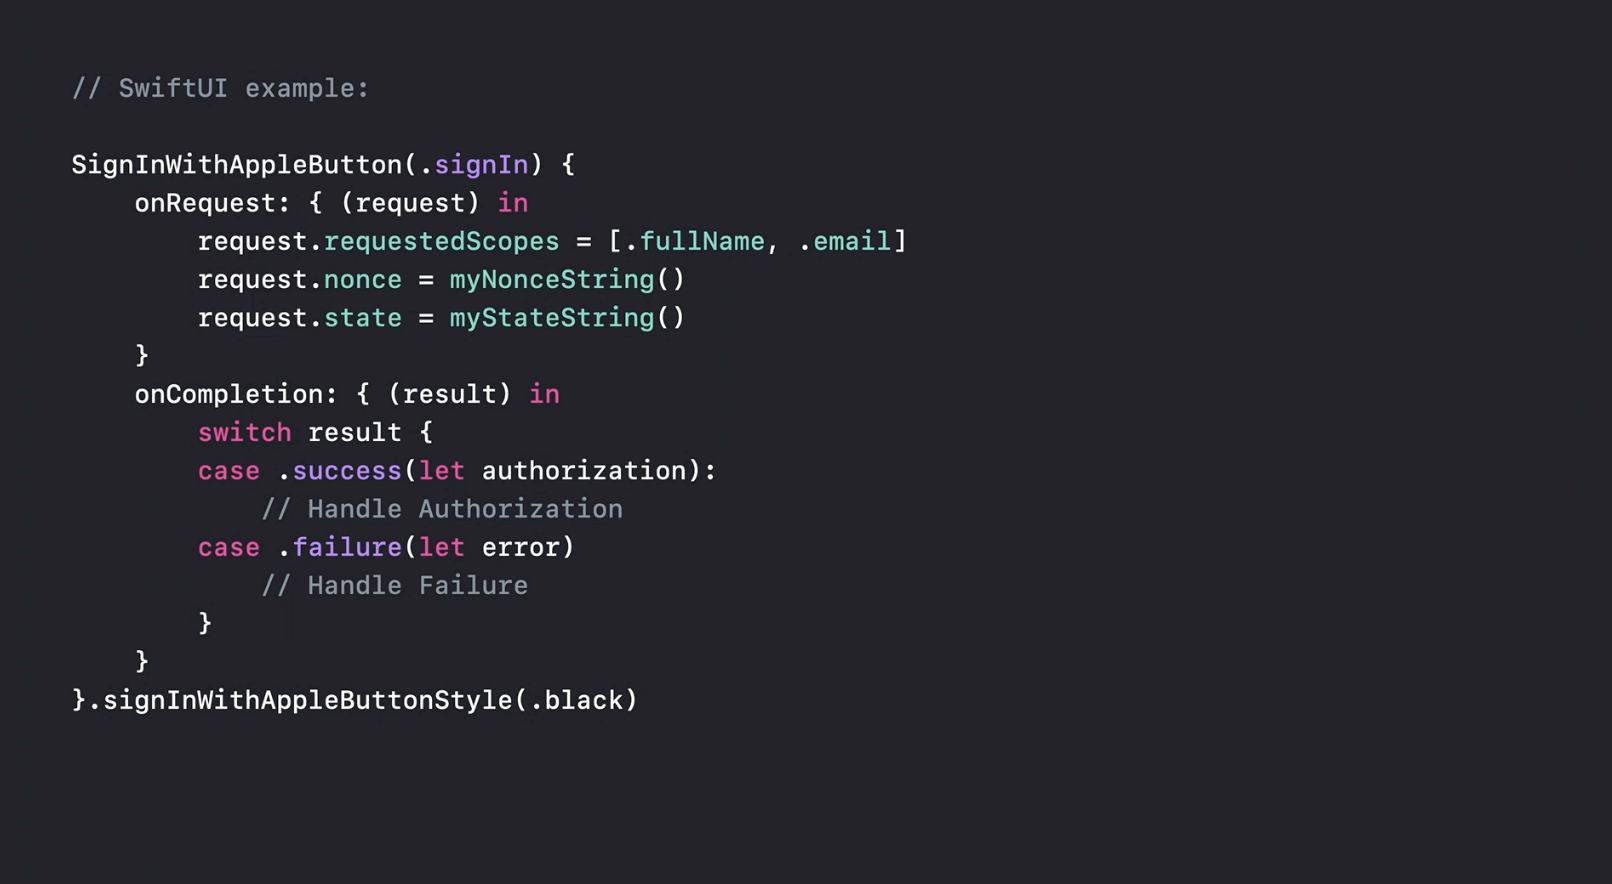 // SwiftUI example:
SignInWithAppleButton(.signIn) {
    onRequest: { (request) in
        request.requestedScopes = [.fullName, .email]
        request.nonce = myNonceString()
        request.state = myStateString()
    }
    onCompletion: { (result) in
        switch result {
        case .success(let authorization):
            // Handle Authorization
        case .failure(let error)
            // Handle Failure
        }
    }
}.signInWithAppleButtonStyle(.black)